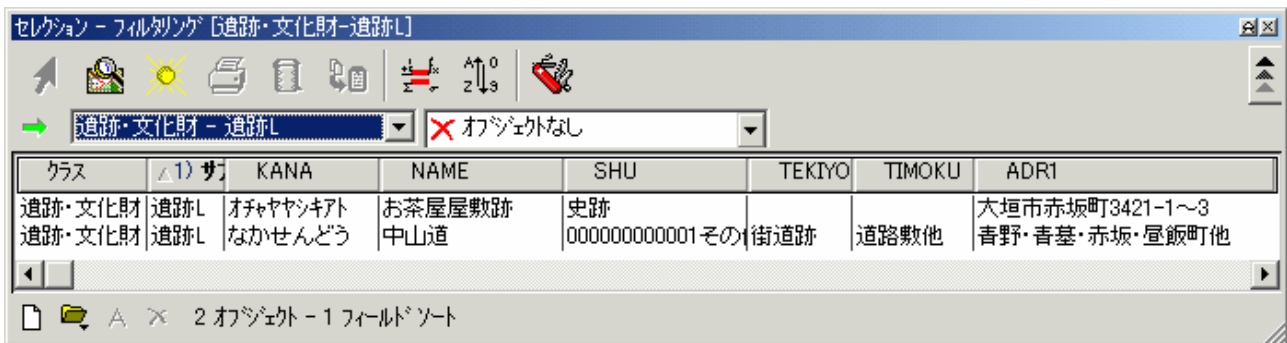 セレクション - フィルタリング [遺跡・文化財-遺跡L]
遺跡・文化財 - 遺跡L オブジェクトなし
クラス △1) サブ KANA NAME SHU TEKIYO TIMOKU ADR1
遺跡・文化財 遺跡L オチャヤヤシキアト お茶屋屋敷跡 史跡 大垣市赤坂町3421-1～3
遺跡・文化財 遺跡L なかせんどう 中山道 000000000001その 街道跡 道路敷他 青野・青墓・赤坂・昼飯町他
2 オブジェクト - 1 フィールド ソート